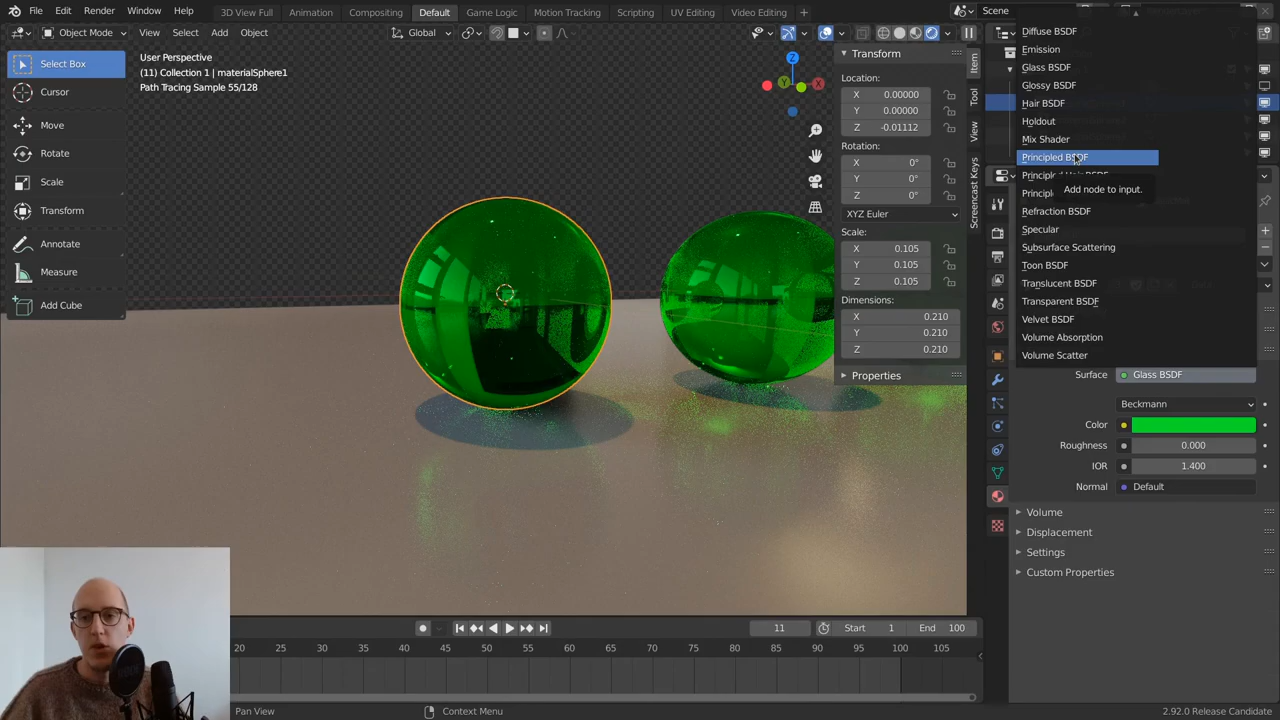 File Edit Render Window Help 3D View Full Animation Compositing Default Game Logic Motion Tracking Scripting UV Editing Video Editing Scene
Object Mode View Select Add Object Global
Select Box
Cursor
Move
Rotate
Scale
Transform
Annotate
Measure
Add Cube
User Perspective
(11) Collection 1 | materialSphere1
Path Tracing Sample 55/128
Z
Y
Transform
Location:
X 0.00000
Y 0.00000
Z -0.01112
Rotation:
X 0°
Y 0°
Z 0°
XYZ Euler
Scale:
X 0.105
Y 0.105
Z 0.105
Dimensions:
X 0.210
Y 0.210
Z 0.210
Properties
Item
Tool
View
Screencast Keys
Diffuse BSDF
Emission
Glass BSDF
Glossy BSDF
Hair BSDF
Holdout
Mix Shader
Principled BSDF
Add node to input.
Refraction BSDF
Specular
Subsurface Scattering
Toon BSDF
Translucent BSDF
Transparent BSDF
Velvet BSDF
Volume Absorption
Volume Scatter
Surface Glass BSDF
Beckmann
Color
Roughness 0.000
IOR 1.400
Normal Default
Volume
Displacement
Settings
Custom Properties
11 Start 1 End 100
20 25 30 35 40 45 50 55 60 65 70 75 80 85 90 95 100 105
Pan View Context Menu 2.92.0 Release Candidate